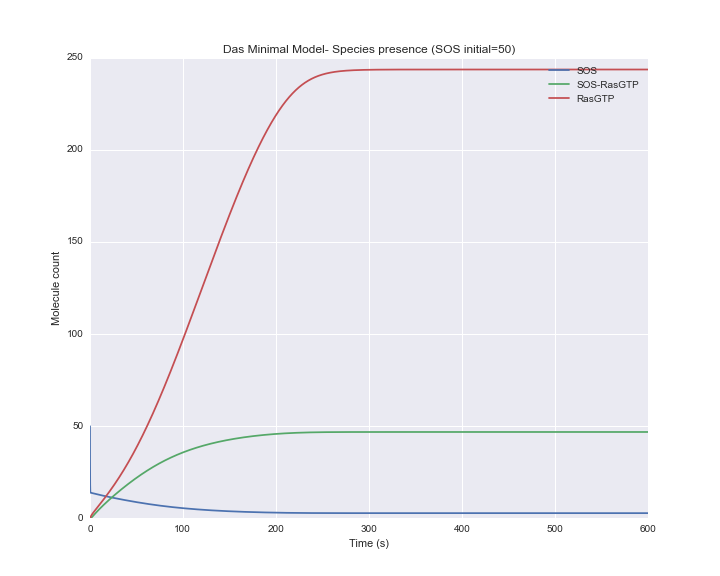 Das Minimal Model- Species presence (SOS initial=50)
250
200
150
100
50
0
Molecule count
SOS
SOS-RasGTP
RasGTP
0 100 200 300 400 500 600
Time (s)